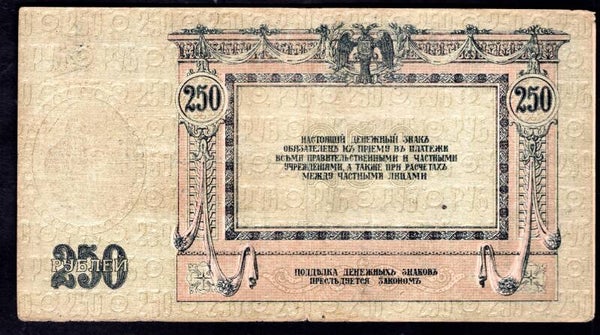 250
250
НАСТОЯЩІЙ ДЕНЕЖНЫЙ ЗНАКЪ
ОБЯЗАТЕЛЕНЪ КЪ ПРІЕМУ ВЪ ПЛАТЕЖИ
ВСѢМИ ПРАВИТЕЛЬСТВЕННЫМИ И ЧАСТНЫМИ
УЧРЕЖДЕНІЯМИ, А ТАКЖЕ ПРИ РАСЧЕТАХЪ
МЕЖДУ ЧАСТНЫМИ ЛИЦАМИ
250
РУБЛЕЙ
ПОДДѢЛКА ДЕНЕЖНЫХЪ ЗНАКОВЪ
ПРЕСЛѢДУЕТСЯ ЗАКОНОМЪ